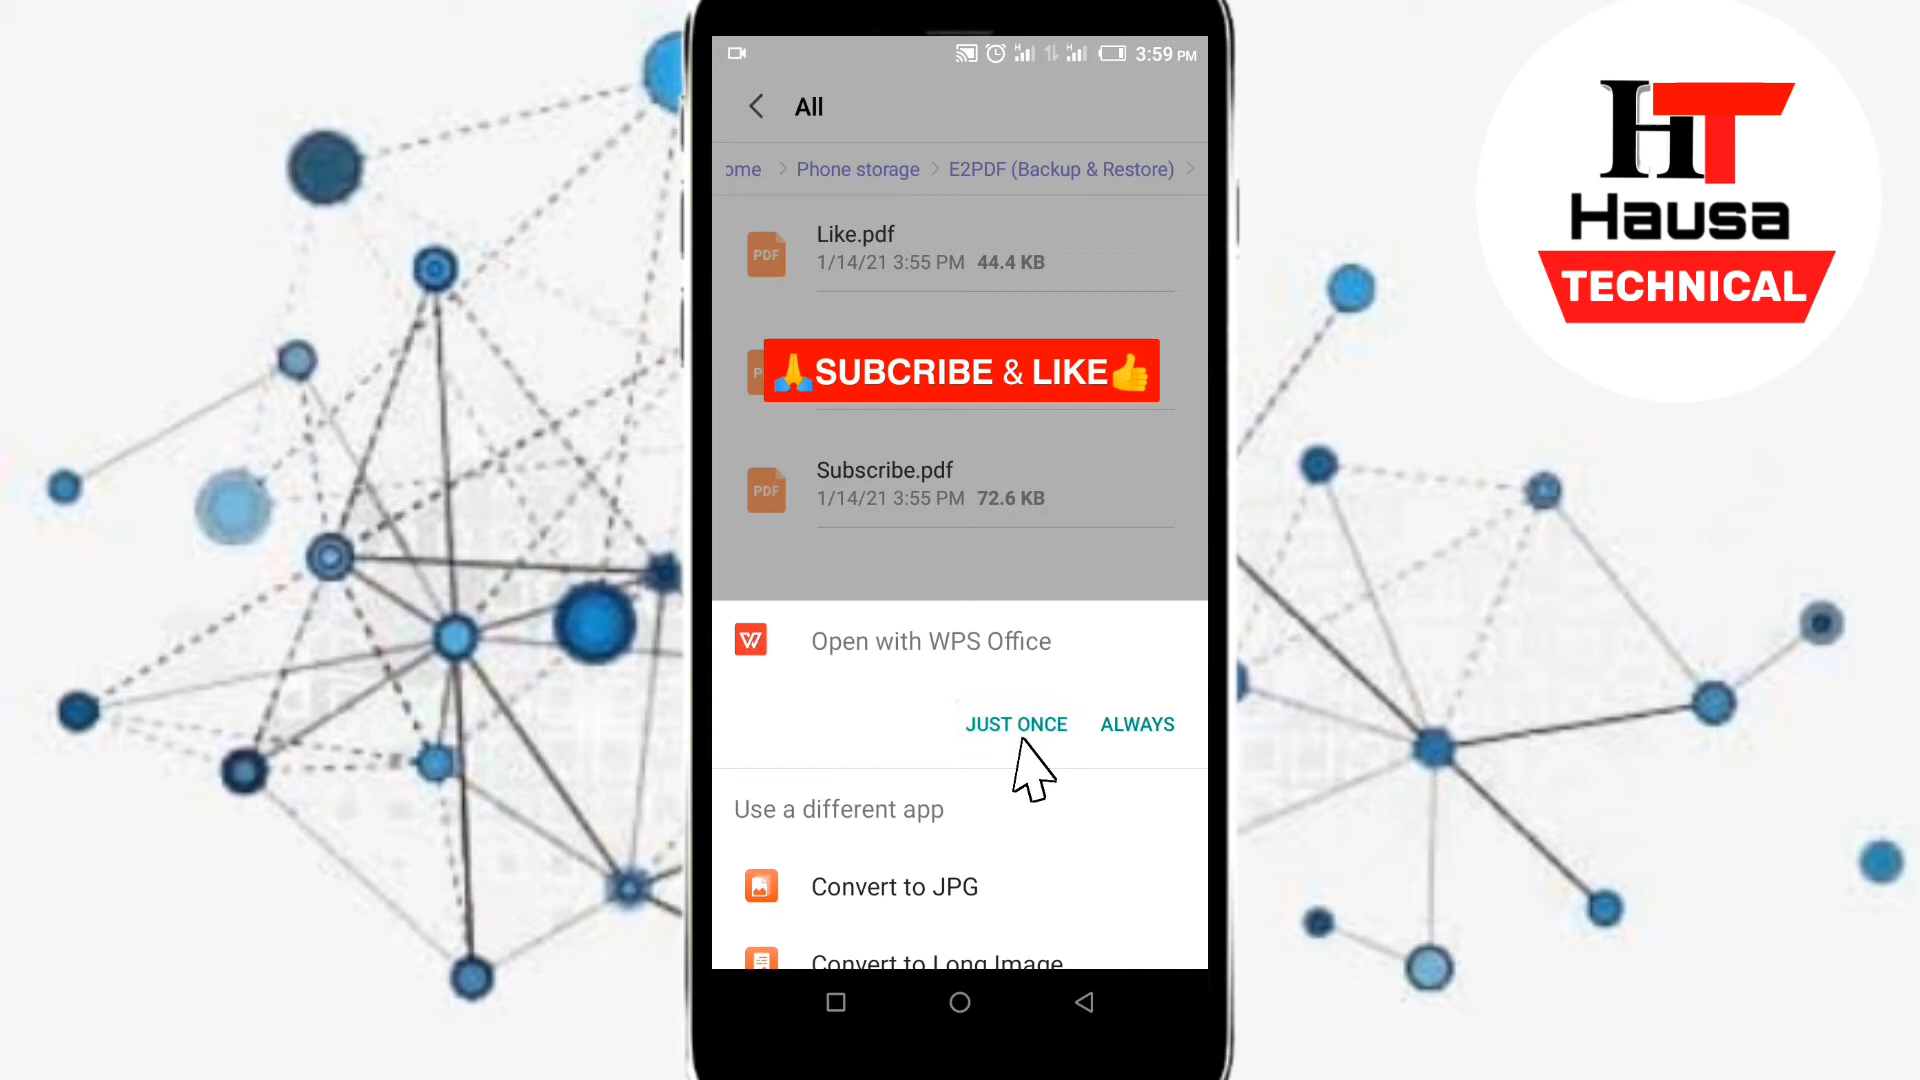 3:59 PM
All
ome > Phone storage > E2PDF (Backup & Restore) >
PDF
Like.pdf
1/14/21 3:55 PM 44.4 KB
🙏SUBCRIBE & LIKE👍
PDF
Subscribe.pdf
1/14/21 3:55 PM 72.6 KB
Open with WPS Office
JUST ONCE ALWAYS
Use a different app
Convert to JPG
Convert to Long Image
HT
Hausa
TECHNICAL